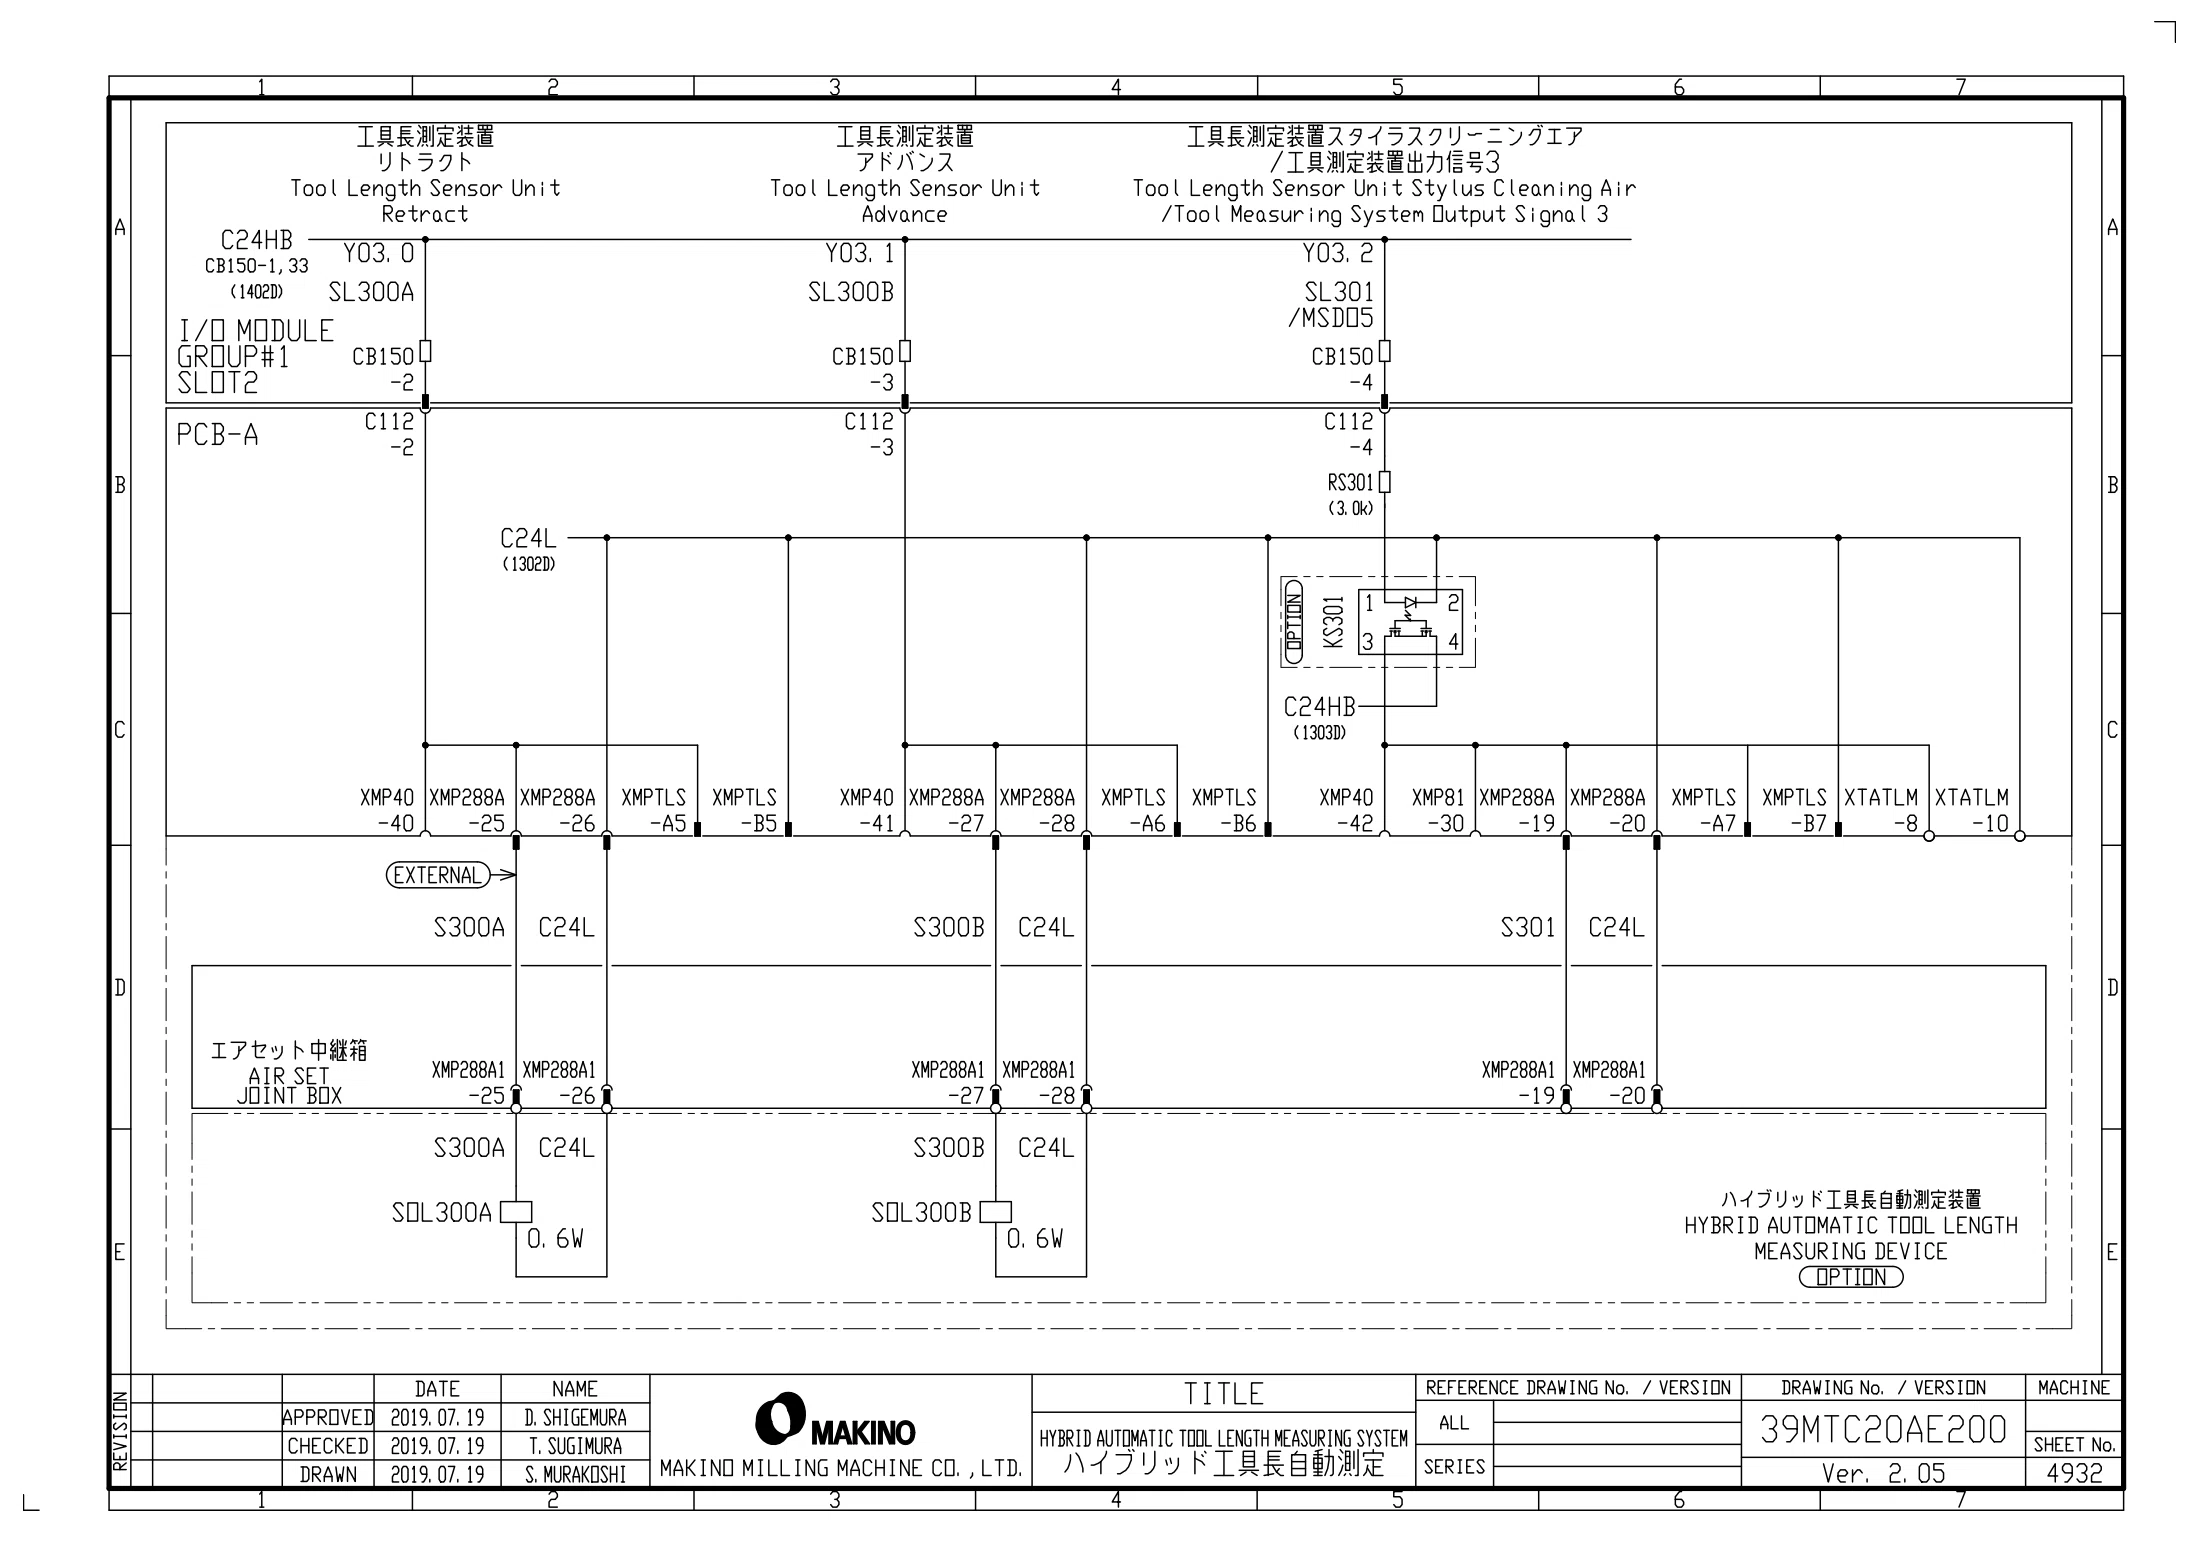 1 2 3 4 5 6 7
工具長測定装置
リトラクト
Tool Length Sensor Unit
Retract
工具長測定装置
アドバンス
Tool Length Sensor Unit
Advance
工具長測定装置スタイラスクリーニングエア
/工具測定装置出力信号3
Tool Length Sensor Unit Stylus Cleaning Air
/Tool Measuring System Output Signal 3
A A
C24HB
CB150-1,33
(1402D)
Y03.0 Y03.1 Y03.2
SL300A SL300B SL301
/MSDO5
I/O MODULE
GROUP#1
SLOT2
CB150 CB150 CB150
-2 -3 -4
PCB-A
C112 C112 C112
-2 -3 -4
B B
RS301
(3.0k)
C24L
(1302D)
OPTION
KS301
1 2
3 4
C24HB
(1303D)
C C
XMP40 XMP288A XMP288A XMPTLS XMPTLS XMP40 XMP288A XMP288A XMPTLS XMPTLS XMP40 XMP81 XMP288A XMP288A XMPTLS XMPTLS XTATLM XTATLM
-40 -25 -26 -A5 -B5 -41 -27 -28 -A6 -B6 -42 -30 -19 -20 -A7 -B7 -8 -10
EXTERNAL
S300A C24L S300B C24L S301 C24L
D D
エアセット中継箱
AIR SET
JOINT BOX
XMP288A1 XMP288A1 XMP288A1 XMP288A1 XMP288A1 XMP288A1
-25 -26 -27 -28 -19 -20
S300A C24L S300B C24L
SOL300A SOL300B
0.6W 0.6W
ハイブリッド工具長自動測定装置
HYBRID AUTOMATIC TOOL LENGTH
MEASURING DEVICE
OPTION
E E
REVISION
DATE NAME
APPROVED 2019.07.19 D. SHIGEMURA
CHECKED 2019.07.19 T. SUGIMURA
DRAWN 2019.07.19 S. MURAKOSHI
MAKINO
MAKINO MILLING MACHINE CO.,LTD.
TITLE
HYBRID AUTOMATIC TOOL LENGTH MEASURING SYSTEM
ハイブリッド工具長自動測定
REFERENCE DRAWING No. / VERSION
ALL
SERIES
DRAWING No. / VERSION
39MTC20AE200
Ver. 2.05
MACHINE
SHEET No.
4932
1 2 3 4 5 6 7